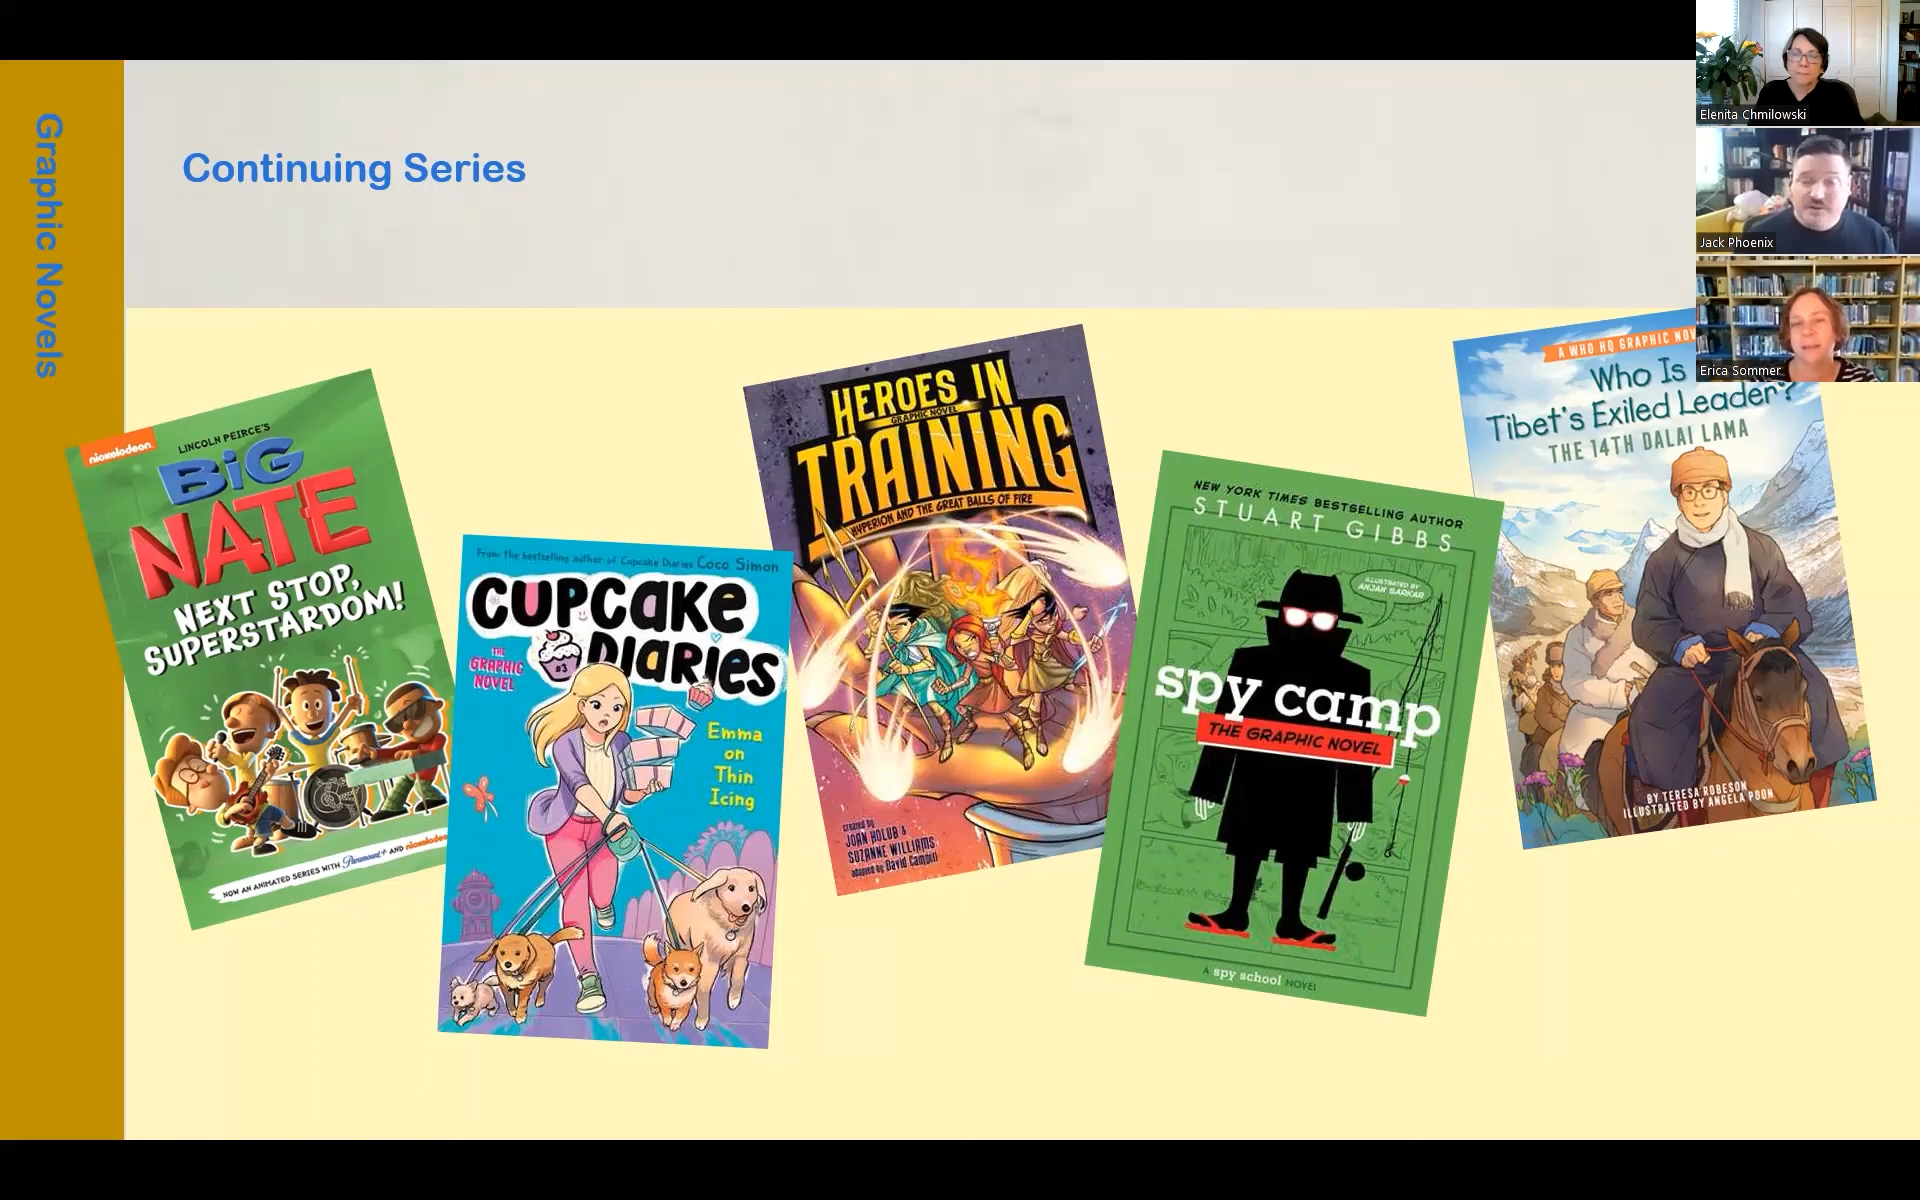 Graphic Novels
Continuing Series
nickelodeon
LINCOLN PEIRCE'S
BiG
NATE
NEXT STOP,
SUPERSTARDOM!
NOW AN ANIMATED SERIES WITH Paramount+ AND nickelodeo
From the bestselling author of Cupcake Diaries Coco Simon
CUPCAKE
DIARIES
THE
GRAPHIC
NOVEL
#3
Emma
on
Thin
Icing
HEROES IN
GRAPHIC NOVEL
TRAINING
HYPERION AND THE GREAT BALLS OF FIRE
created by
JOAN HOLUB &
SUZANNE WILLIAMS
adapted by David Campiti
NEW YORK TIMES BESTSELLING AUTHOR
STUART GIBBS
ILLUSTRATED BY
ANJAN SARKAR
spy camp
THE GRAPHIC NOVEL
A spy school NOVEL
A WHO HQ GRAPHIC NOV
Who Is
Tibet's Exiled Leader?
THE 14TH DALAI LAMA
BY TERESA ROBESON
ILLUSTRATED BY ANGELA POON
Elenita Chmilowski
Jack Phoenix
Erica Sommer